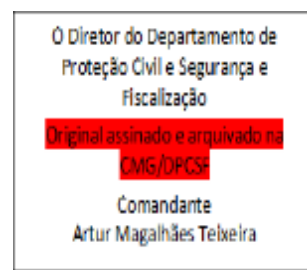 O Diretor do Departamento de
Proteção Civil e Segurança e
Fiscalização
Original assinado e arquivado na
CMG/DPCSF
Comandante
Artur Magalhães Teixeira